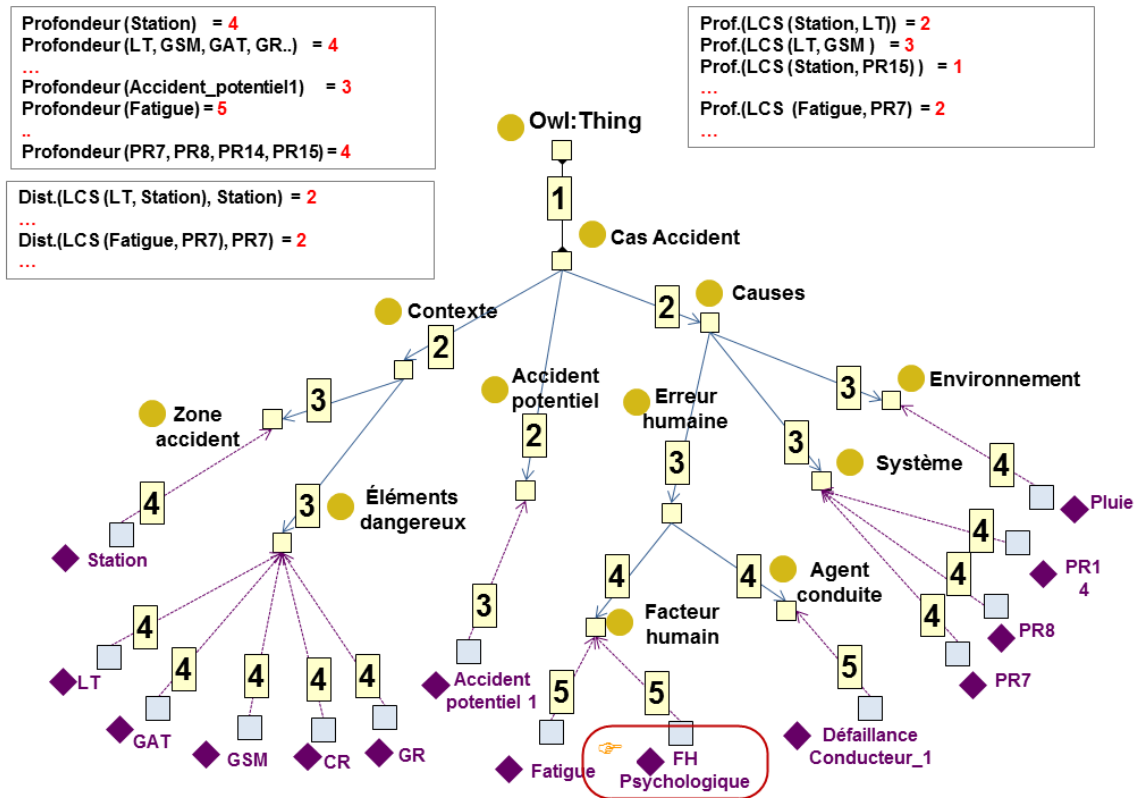 Profondeur (Station) = 4
Profondeur (LT, GSM, GAT, GR..) = 4
...
Profondeur (Accident_potentiel1) = 3
Profondeur (Fatigue) = 5
..
Profondeur (PR7, PR8, PR14, PR15) = 4
Prof.(LCS (Station, LT)) = 2
Prof.(LCS (LT, GSM ) = 3
Prof.(LCS (Station, PR15) ) = 1
...
Prof.(LCS (Fatigue, PR7) = 2
...
Dist.(LCS (LT, Station), Station) = 2
...
Dist.(LCS (Fatigue, PR7), PR7) = 2
...
Owl:Thing
1
Cas Accident
Contexte
2
2
Causes
Accident
potentiel
2
Zone
accident
3
Erreur
humaine
3
3
Environnement
3
Système
4
3
Éléments
dangereux
4
Pluie
Station
4
PR1
4
4
PR8
4
PR7
4
4
Agent
conduite
Facteur
humain
3
Accident
potentiel 1
4
4
4
4
4
LT
GAT
GSM
CR
GR
5
5
5
Fatigue
FH
Psychologique
Défaillance
Conducteur_1